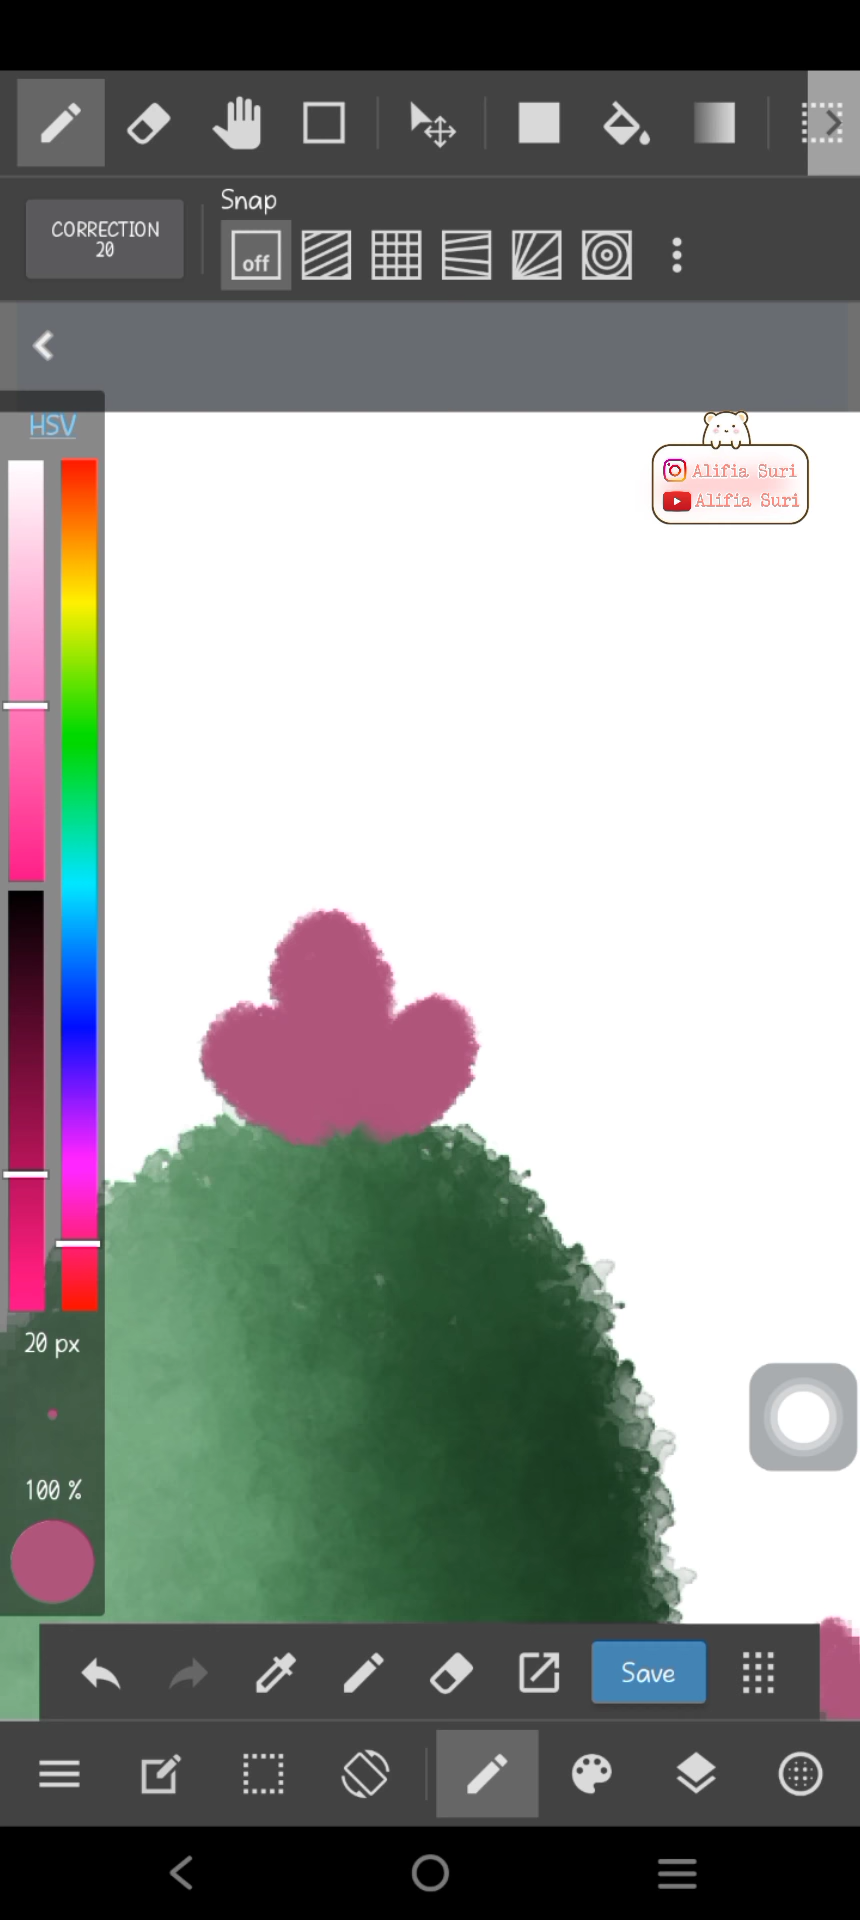 Snap
CORRECTION
20
off
HSV
Alifia Suri
Alifia Suri
20 px
100 %
Save